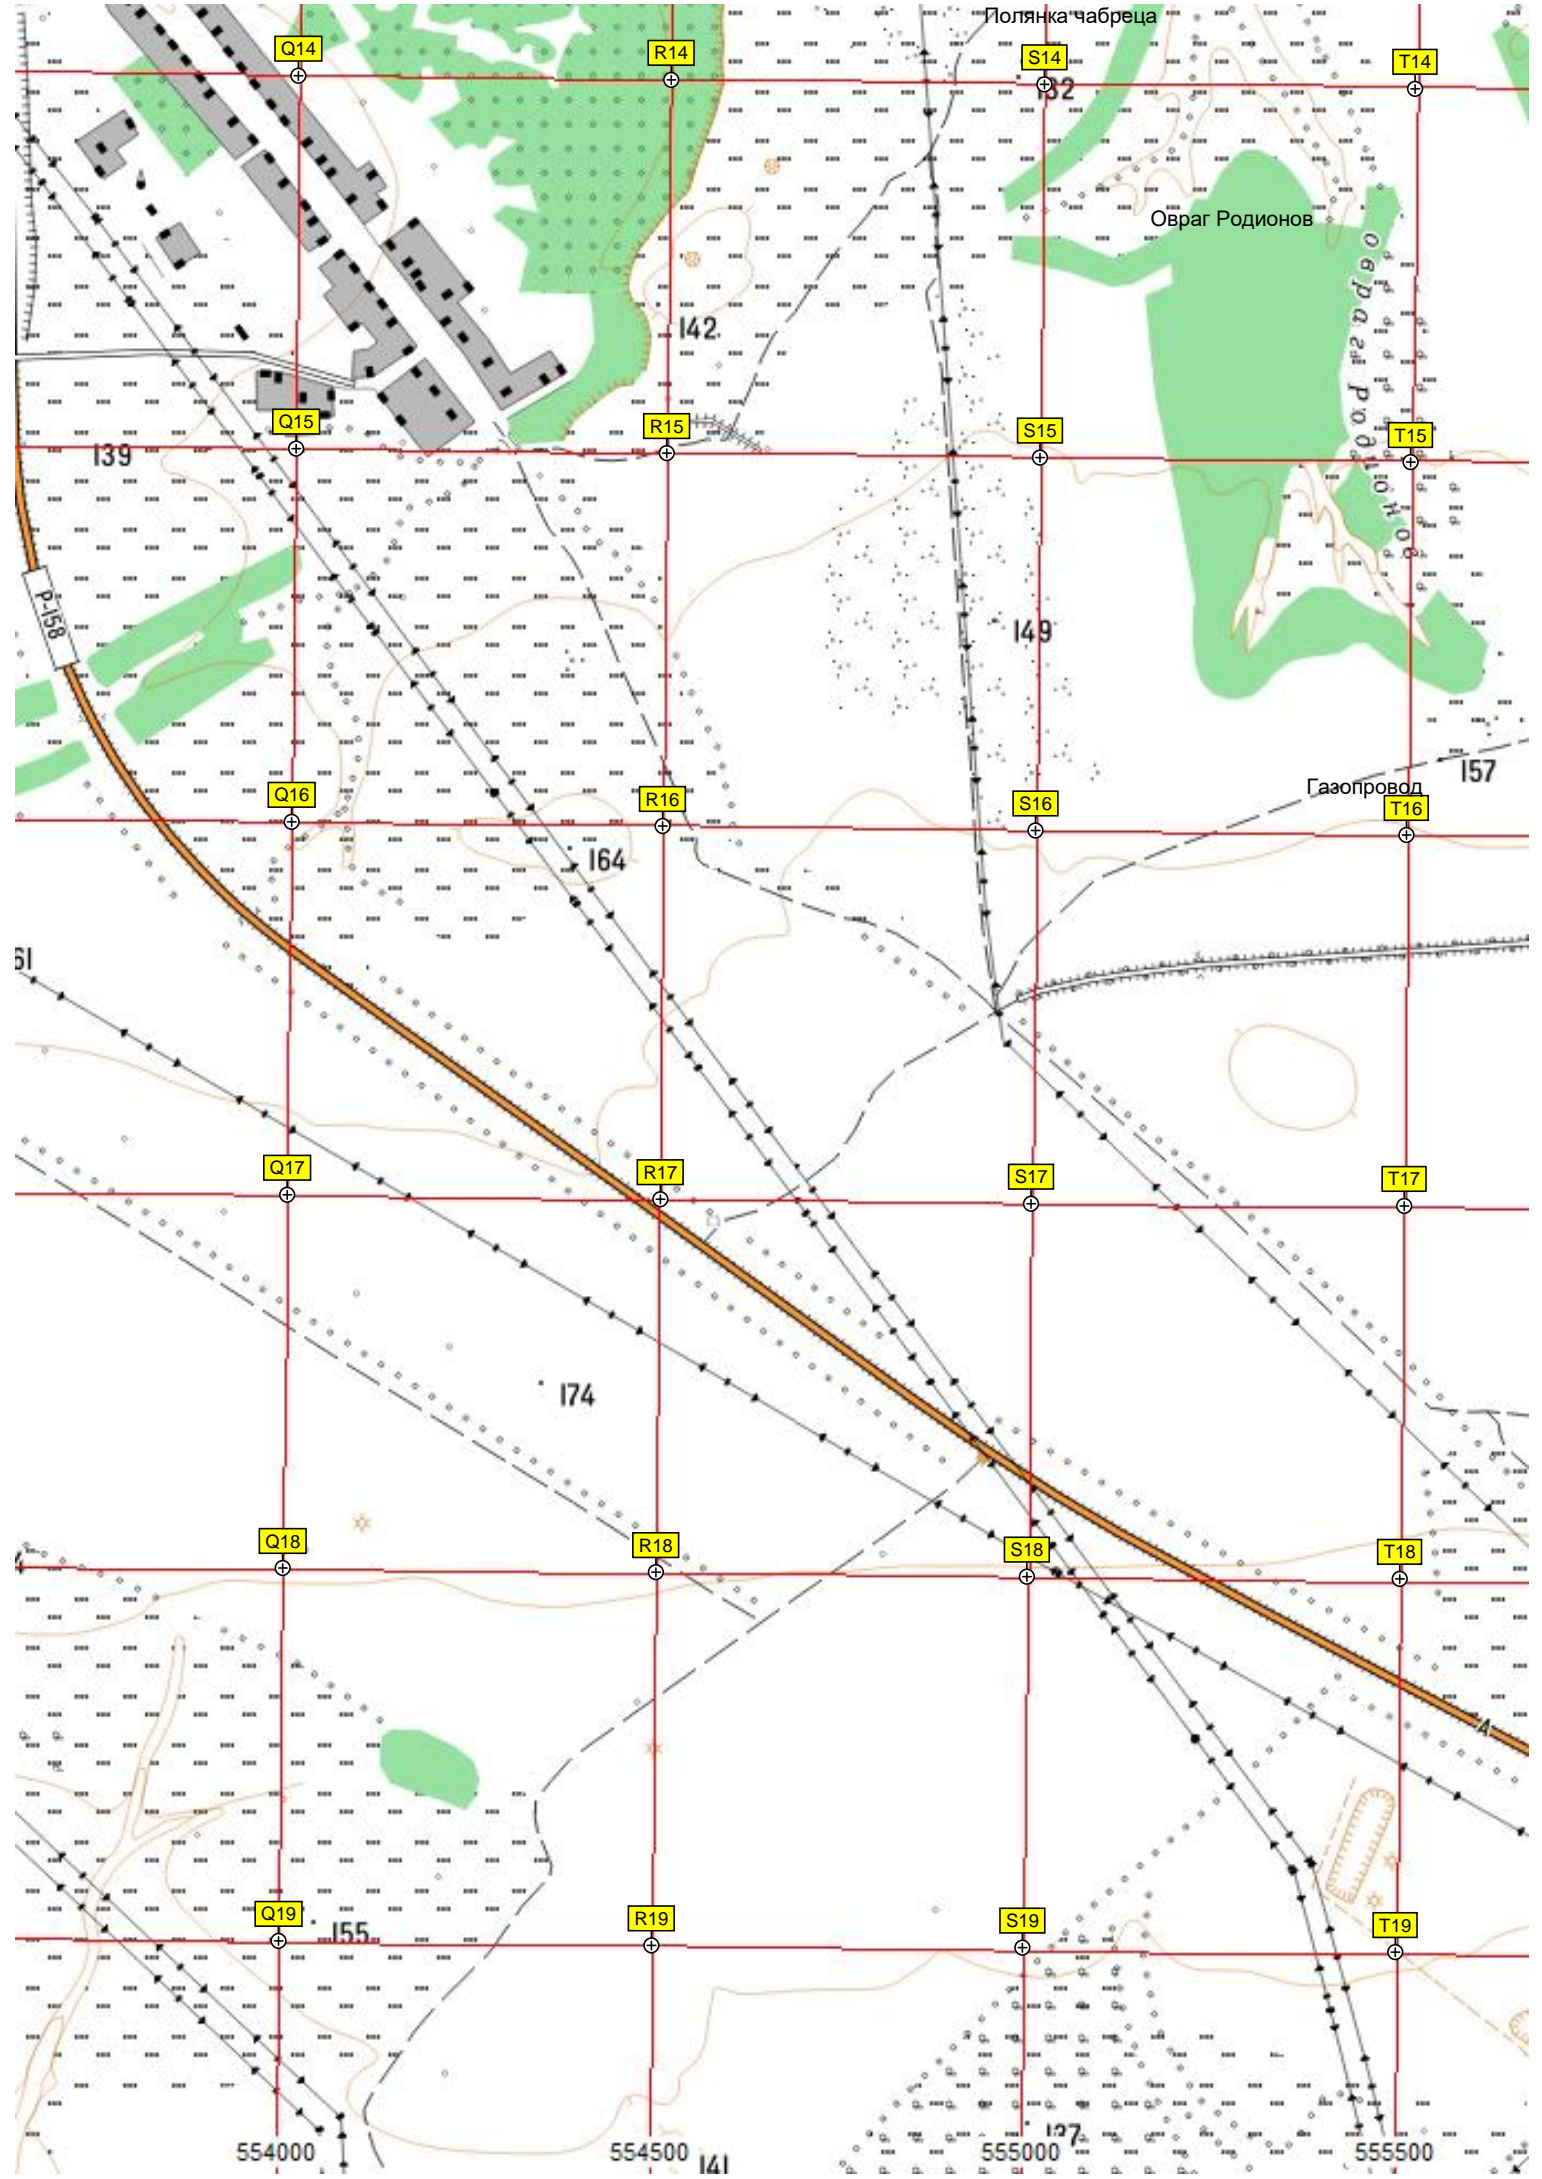 Полянка чабреца
Q14
R14
S14
T14
132
Овраг Родионов
овраг Родионов
142
Q15
R15
S15
T15
139
P-158
149
157
Газопровод
Q16
R16
S16
T16
164
61
Q17
R17
S17
T17
174
Q18
R18
S18
T18
A
Q19
R19
S19
T19
155
137
554000
554500
555000
555500
141